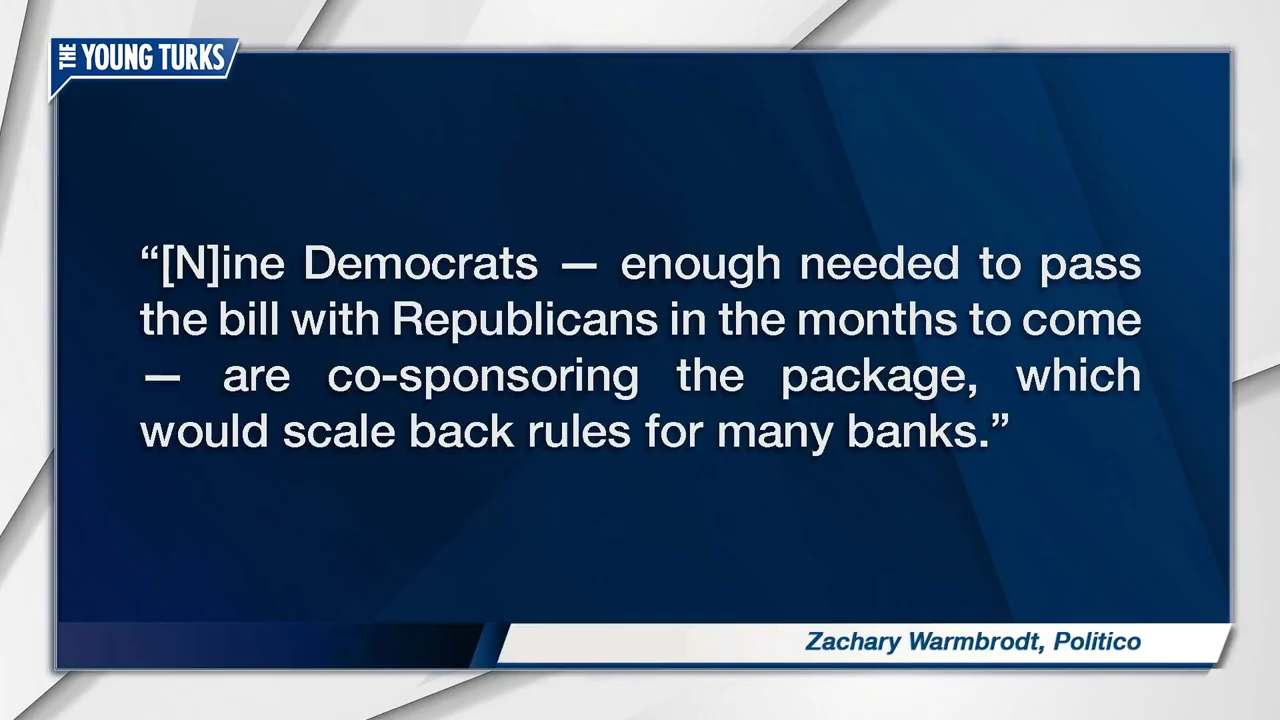 THE YOUNG TURKS
“[N]ine Democrats — enough needed to pass
the bill with Republicans in the months to come
— are co-sponsoring the package, which
would scale back rules for many banks.”
Zachary Warmbrodt, Politico